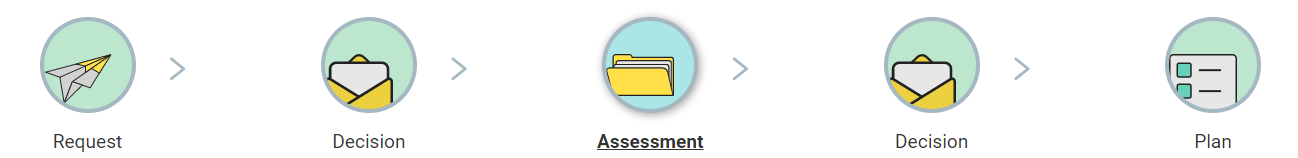 Request
Decision
Assessment
Decision
Plan